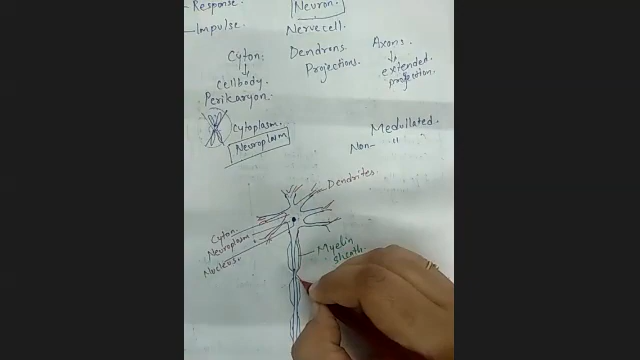 - Response.
Neuron.
- Impulse.
Nervecell.
Cyton.
Dendrons.
Axons.
Projections.
extended
projection.
Cellbody.
Perikaryon.
Cytoplasm.
Neuroplasm
Medullated.
Non- "
Dendrites.
Cyton.
Neuroplasm
Nucleus
Myelin
Sheath.